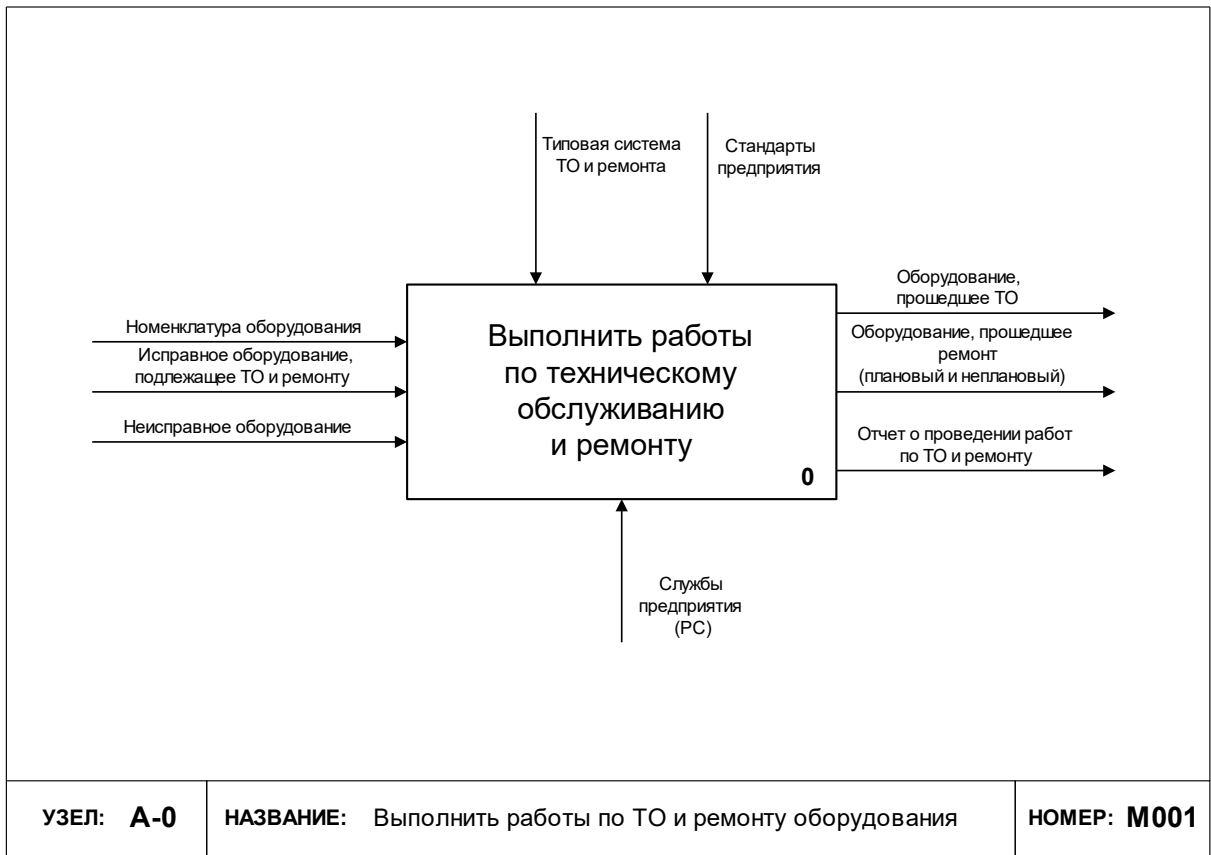 Типовая система
ТО и ремонта
Стандарты
предприятия
Номенклатура оборудования
Исправное оборудование,
подлежащее ТО и ремонту
Неисправное оборудование
Выполнить работы
по техническому
обслуживанию
и ремонту
0
Оборудование,
прошедшее ТО
Оборудование, прошедшее
ремонт
(плановый и неплановый)
Отчет о проведении работ
по ТО и ремонту
Службы
предприятия
(РС)
УЗЕЛ: А-0
НАЗВАНИЕ: Выполнить работы по ТО и ремонту оборудования
НОМЕР: М001